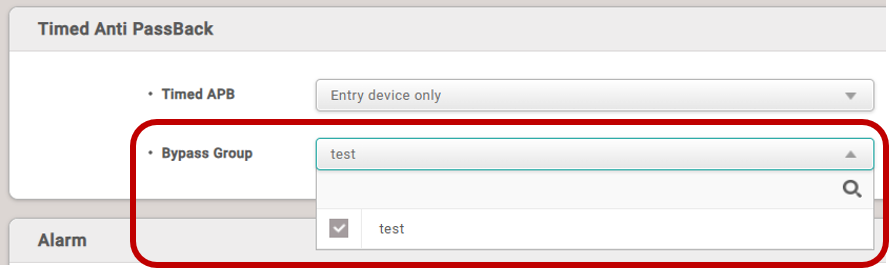 Timed Anti PassBack
• Timed APB
Entry device only
• Bypass Group
test
test
Alarm